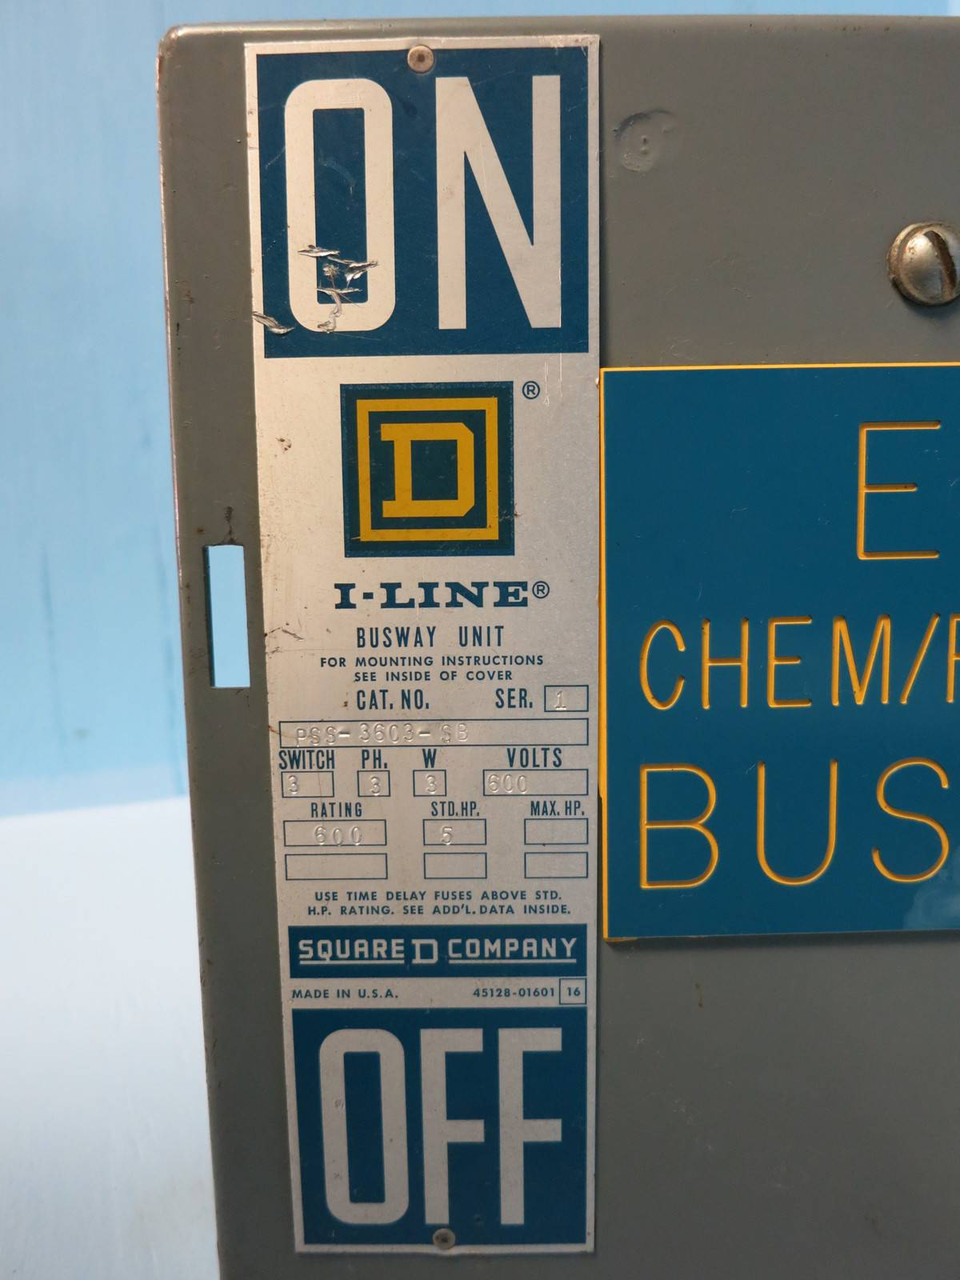 ON
D ®
I-LINE®
BUSWAY UNIT
FOR MOUNTING INSTRUCTIONS
SEE INSIDE OF COVER
CAT. NO. SER. 1
PSS-3603-SB
SWITCH PH. W VOLTS
3 3 3 600
RATING STD.HP. MAX. HP.
600 5
USE TIME DELAY FUSES ABOVE STD.
H.P. RATING. SEE ADD'L. DATA INSIDE.
SQUARE D COMPANY
MADE IN U.S.A. 45128-01601 16
OFF
E
CHEM/
BUS